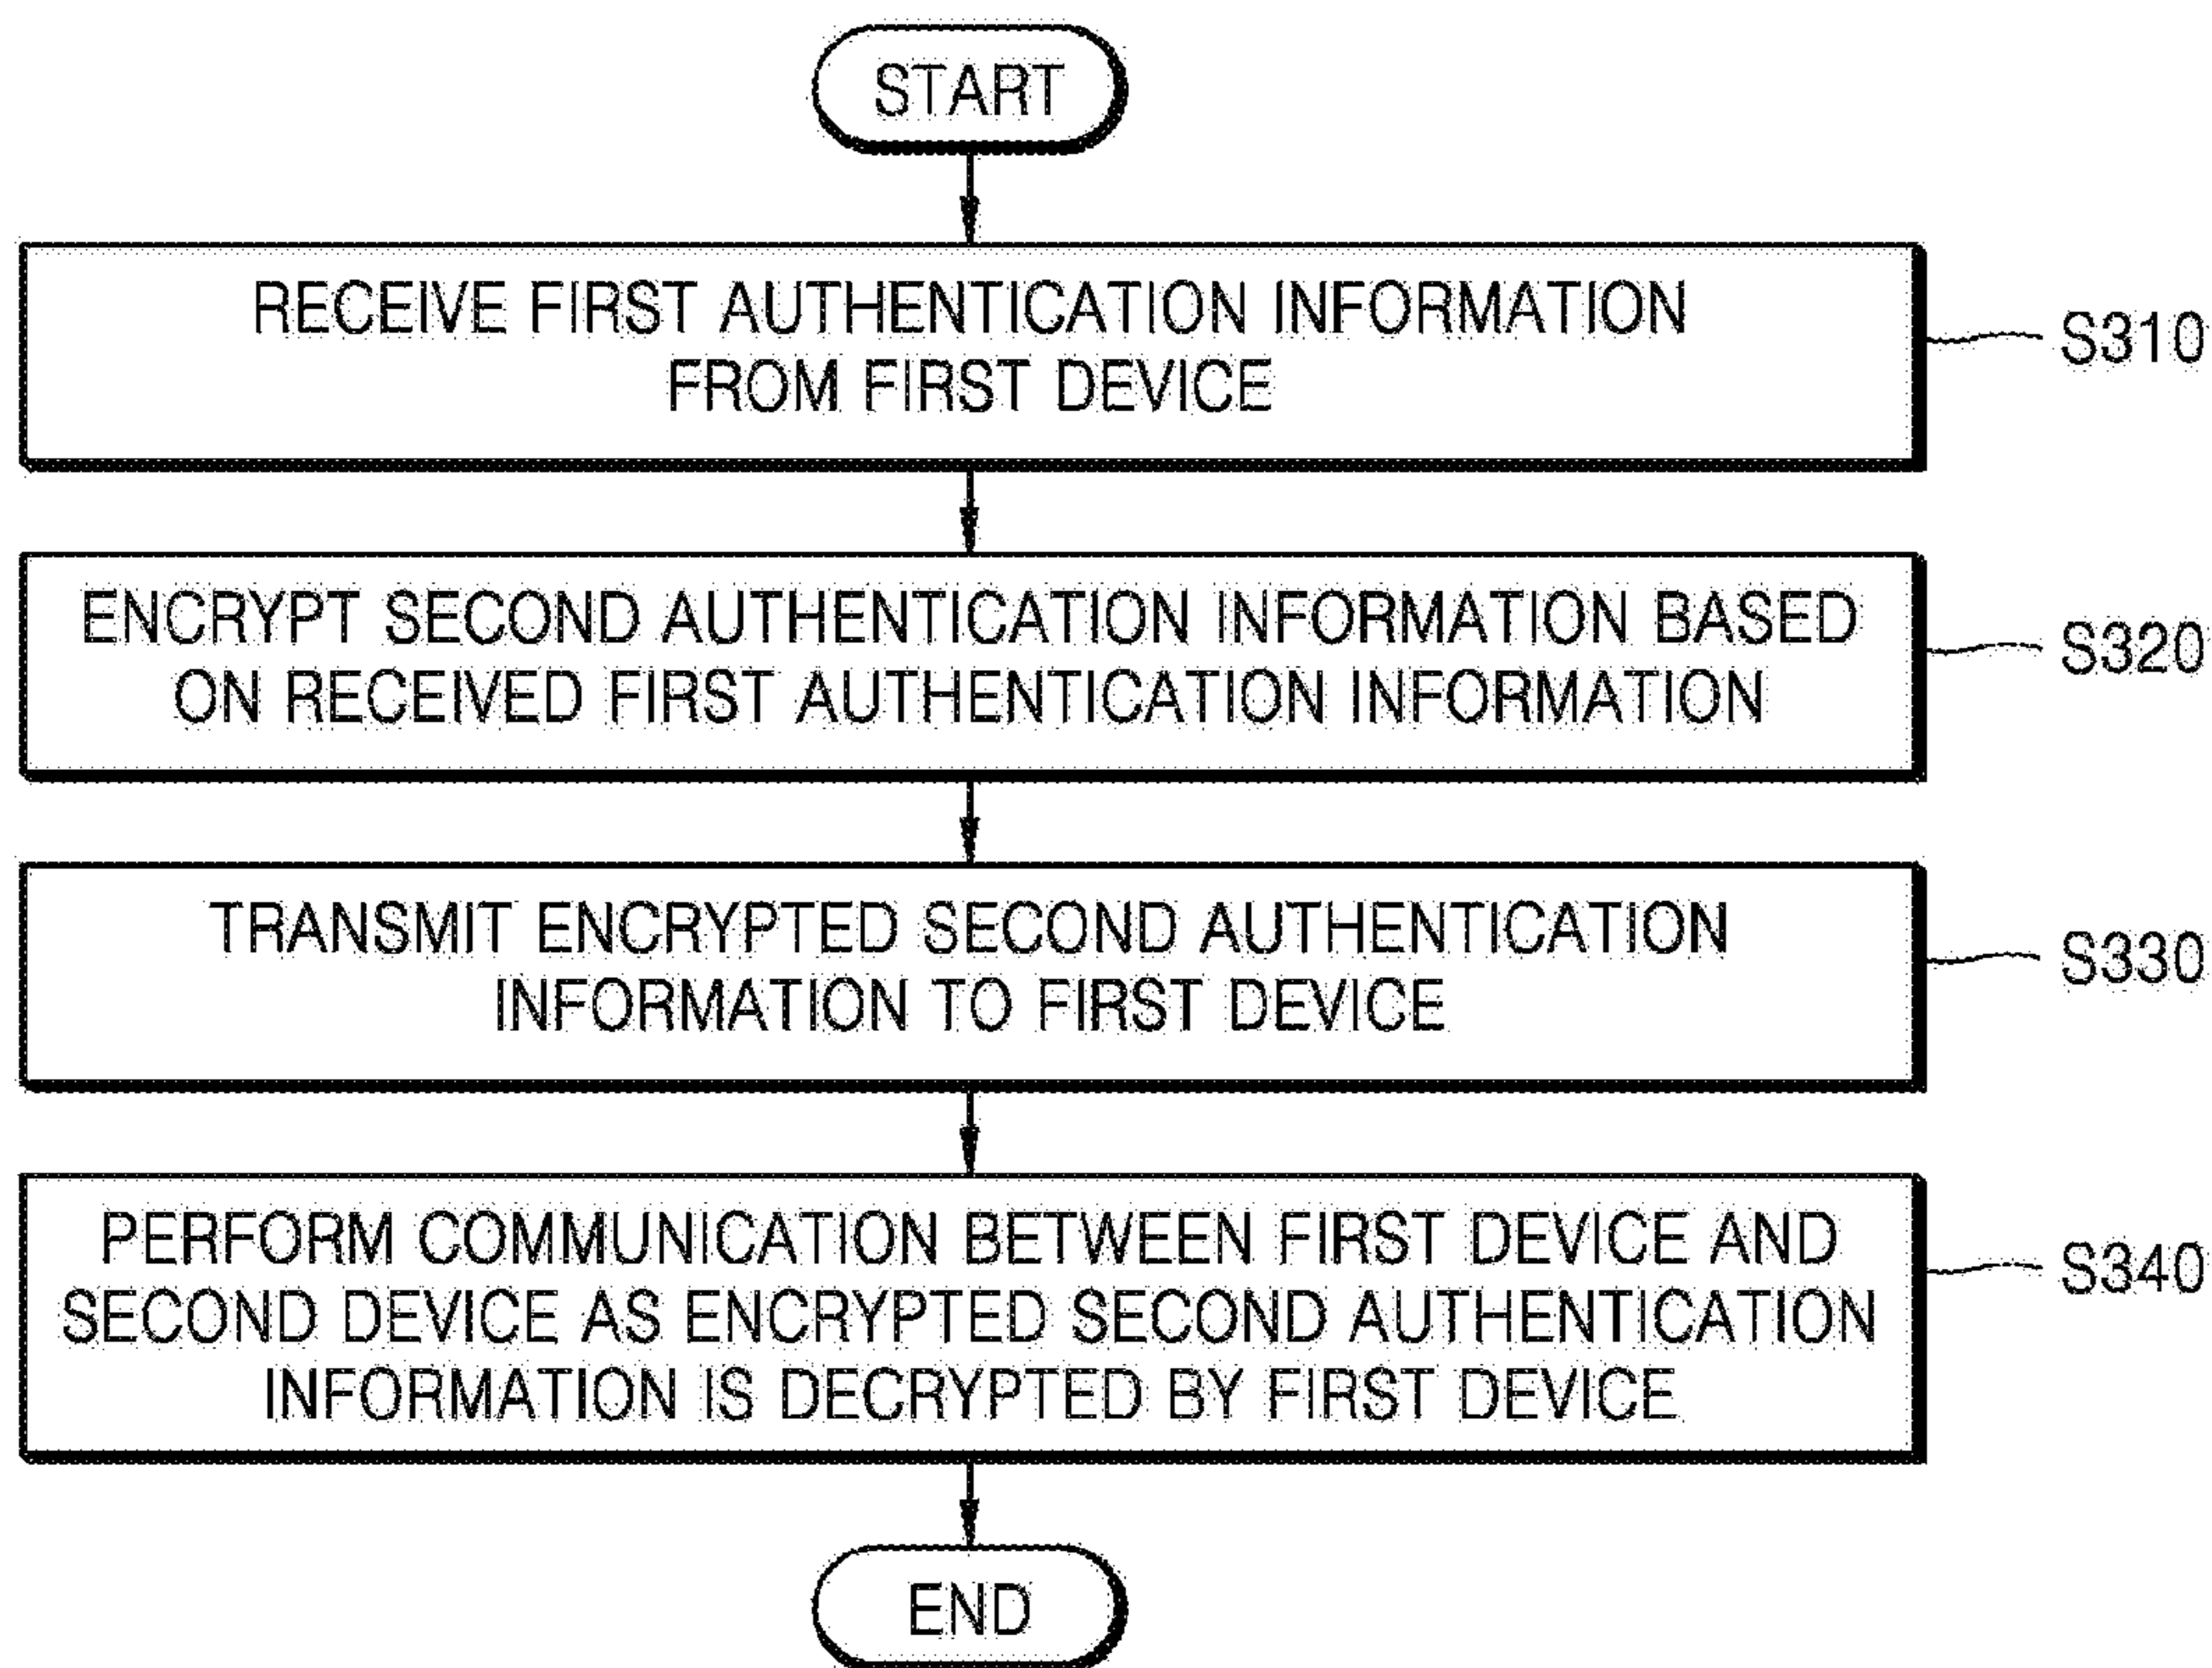 START
RECEIVE FIRST AUTHENTICATION INFORMATION
FROM FIRST DEVICE
S310
ENCRYPT SECOND AUTHENTICATION INFORMATION BASED
ON RECEIVED FIRST AUTHENTICATION INFORMATION
S320
TRANSMIT ENCRYPTED SECOND AUTHENTICATION
INFORMATION TO FIRST DEVICE
S330
PERFORM COMMUNICATION BETWEEN FIRST DEVICE AND
SECOND DEVICE AS ENCRYPTED SECOND AUTHENTICATION
INFORMATION IS DECRYPTED BY FIRST DEVICE
S340
END